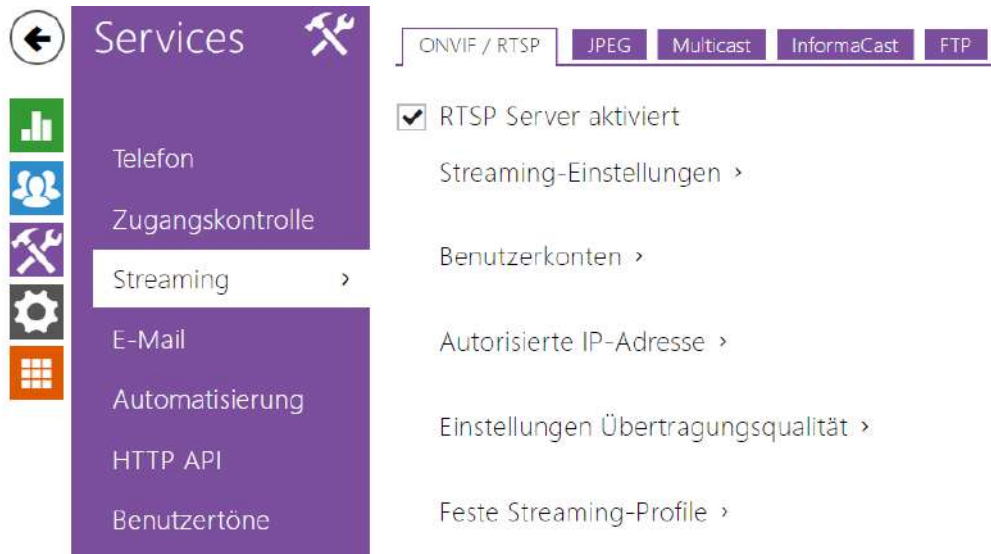 Services
Telefon
Zugangskontrolle
Streaming
E-Mail
Automatisierung
HTTP API
Benutzertöne
ONVIF / RTSP
JPEG
Multicast
InformaCast
FTP
RTSP Server aktiviert
Streaming-Einstellungen
Benutzerkonten
Autorisierte IP-Adresse
Einstellungen Übertragungsqualität
Feste Streaming-Profile